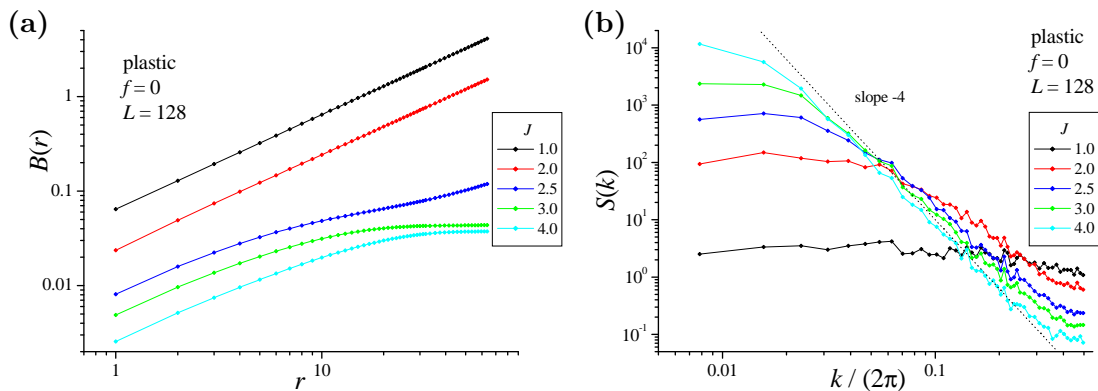 (a)
plastic
f = 0
L = 128
B(r)
1
0.1
0.01
1
10
r
J
1.0
2.0
2.5
3.0
4.0
(b)
plastic
f = 0
L = 128
slope -4
S(k)
10^4
10^3
10^2
10^1
10^0
10^-1
0.01
0.1
k / (2π)
J
1.0
2.0
2.5
3.0
4.0